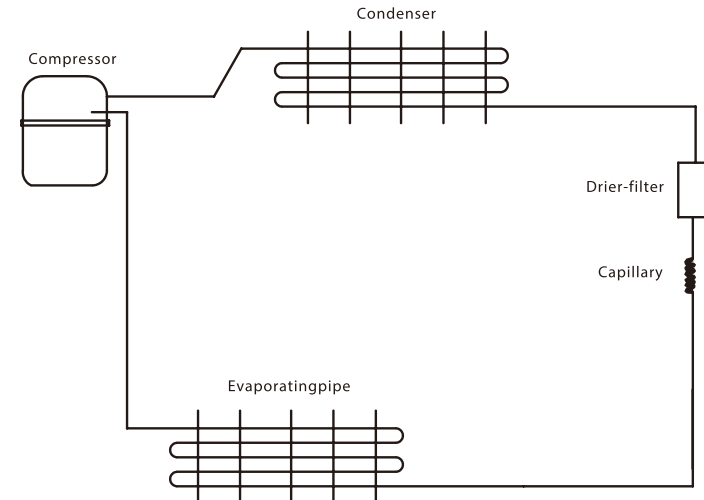 Condenser
Compressor
Drier-filter
Capillary
Evaporatingpipe